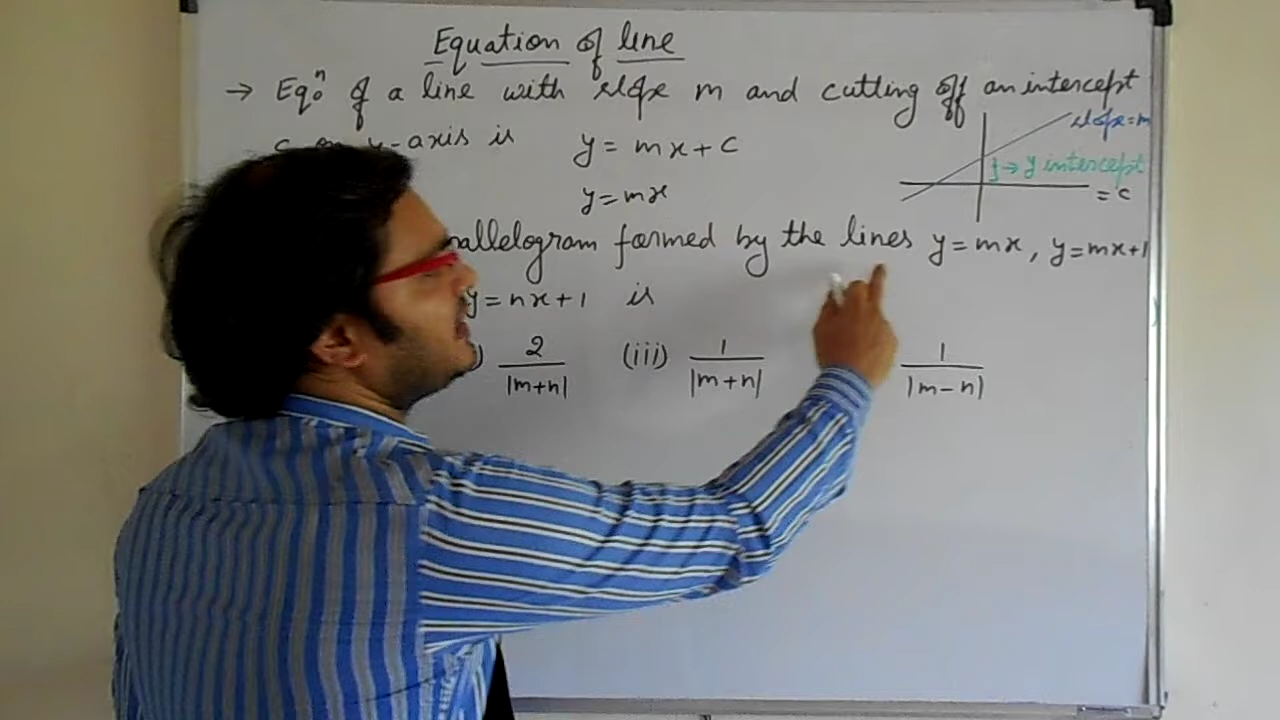 Equation of line
→ Eqⁿ of a line with slope m and cutting off an intercept
slope=m
c on y-axis is y = mx + c
} → y intercept
= c
y = mx
allelogram formed by the lines y = mx, y = mx+1
y = nx + 1 is
) 2/|m+n| (iii) 1/|m+n| 1/|m-n|